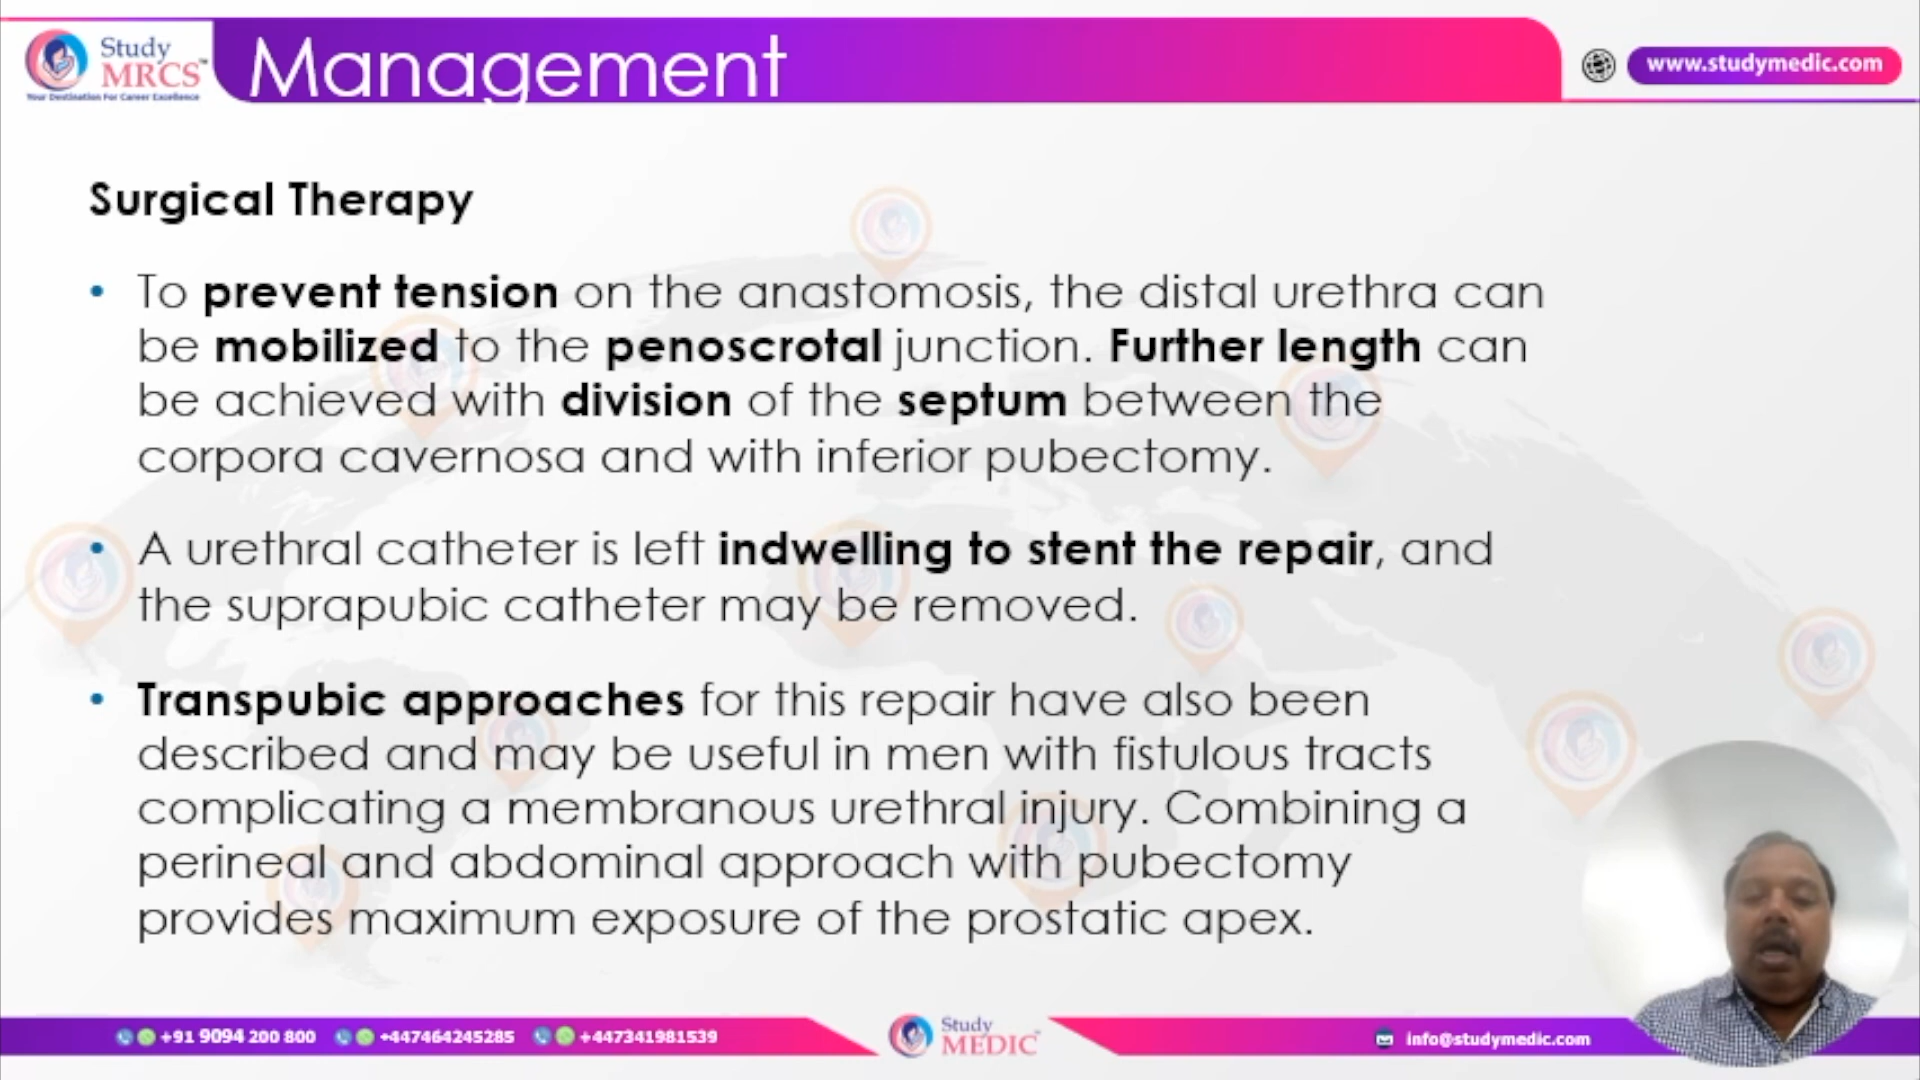 Study
MRCS™
Your Destination For Career Excellence
Management
www.studymedic.com
Surgical Therapy
• To prevent tension on the anastomosis, the distal urethra can
be mobilized to the penoscrotal junction. Further length can
be achieved with division of the septum between the
corpora cavernosa and with inferior pubectomy.
• A urethral catheter is left indwelling to stent the repair, and
the suprapubic catheter may be removed.
• Transpubic approaches for this repair have also been
described and may be useful in men with fistulous tracts
complicating a membranous urethral injury. Combining a
perineal and abdominal approach with pubectomy
provides maximum exposure of the prostatic apex.
+91 9094 200 800 +447464245285 +447341981539
Study
MEDIC™
info@studymedic.com